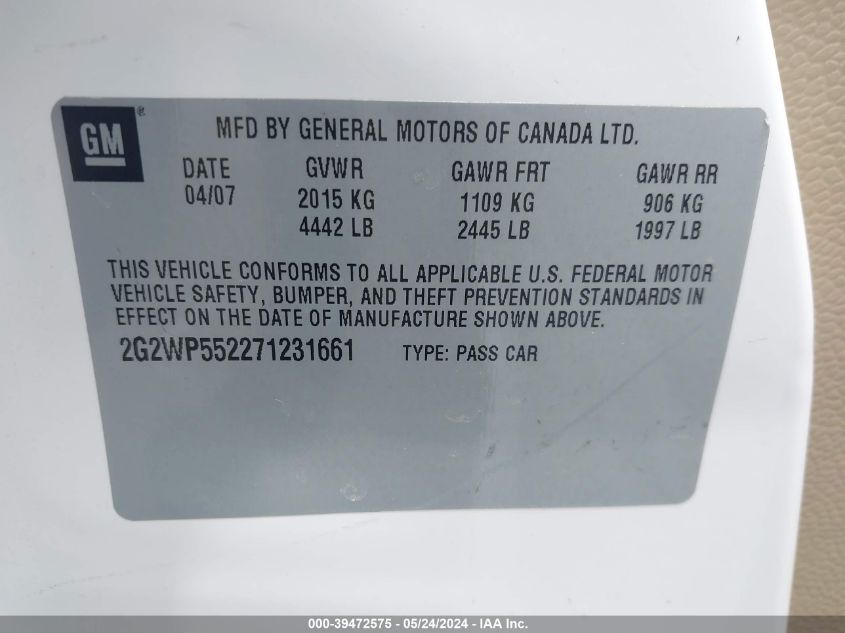 GM ®
MFD BY GENERAL MOTORS OF CANADA LTD.
DATE GVWR GAWR FRT GAWR RR
04/07 2015 KG 1109 KG 906 KG
4442 LB 2445 LB 1997 LB
THIS VEHICLE CONFORMS TO ALL APPLICABLE U.S. FEDERAL MOTOR
VEHICLE SAFETY, BUMPER, AND THEFT PREVENTION STANDARDS IN
EFFECT ON THE DATE OF MANUFACTURE SHOWN ABOVE.
2G2WP552271231661 TYPE: PASS CAR
000-39472575 - 05/24/2024 - IAA Inc.